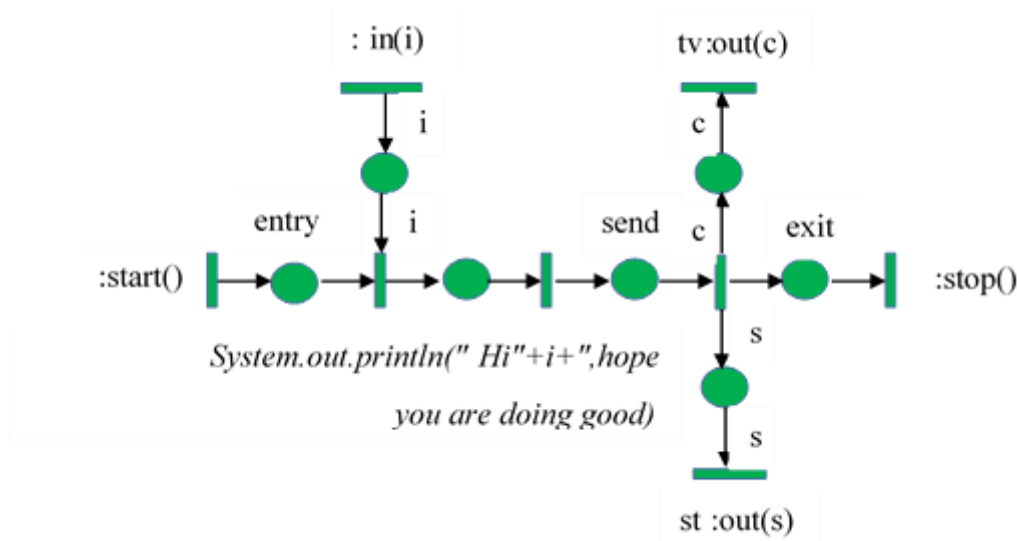 : in(i)
tv:out(c)
i
c
entry
i
send
c
exit
:start()
:stop()
s
System.out.println(" Hi"+i+",hope
you are doing good)
s
st :out(s)